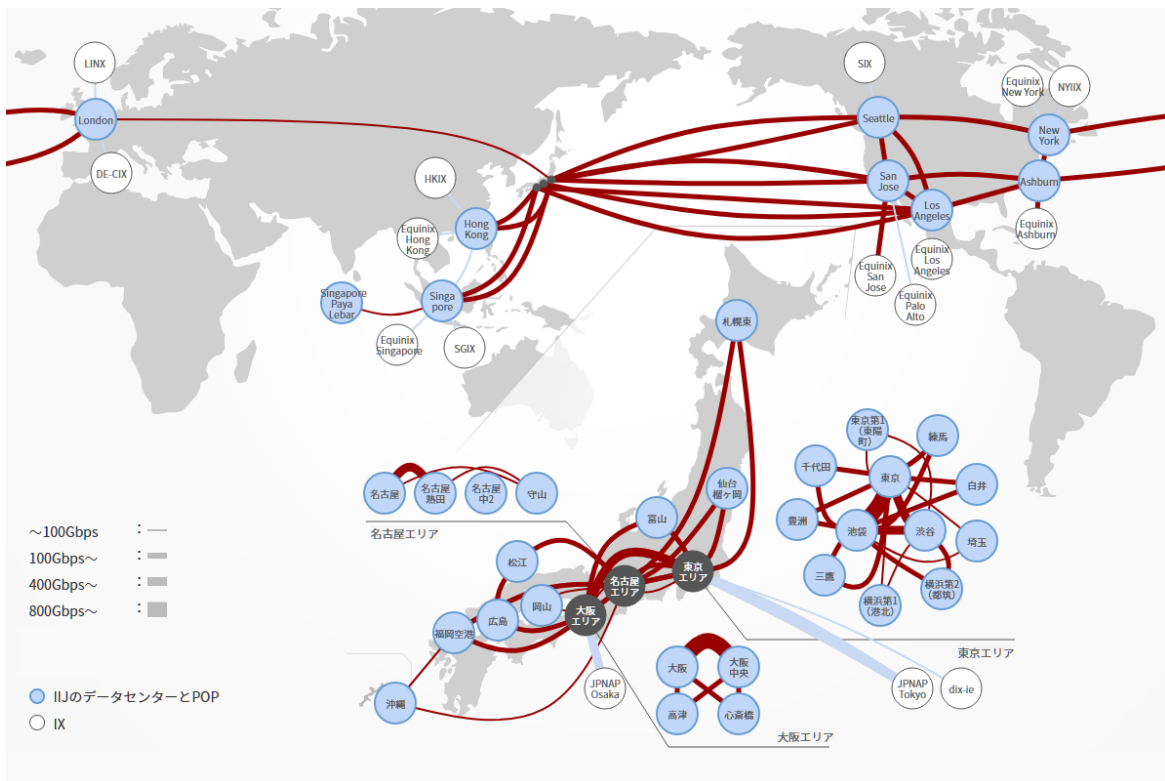 LINX
London
DE-CIX
HKIX
Hong
Kong
Equinix
Hong
Kong
Singapore
Paya
Lebar
Singa
pore
Equinix
Singapore
SGIX
SIX
Seattle
Equinix
New York
NYIIX
New
York
San
Jose
Ashburn
Los
Angeles
Equinix
Ashburn
Equinix
Los
Angeles
Equinix
San
Jose
Equinix
Palo
Alto
札幌東
東京第1
（東陽
町）
練馬
千代田
東京
白井
豊洲
池袋
渋谷
埼玉
三鷹
横浜第1
（港北）
横浜第2
（都筑）
東京エリア
名古屋
名古屋
熱田
名古屋
中2
守山
名古屋エリア
仙台
榴ヶ岡
富山
松江
東京
エリア
名古屋
エリア
大阪
エリア
岡山
広島
福岡空港
沖縄
JPNAP
Osaka
大阪
大阪
中央
高津
心斎橋
大阪エリア
JPNAP
Tokyo
dix-ie
～100Gbps ：
100Gbps～ ：
400Gbps～ ：
800Gbps～ ：
IIJのデータセンターとPOP
IX